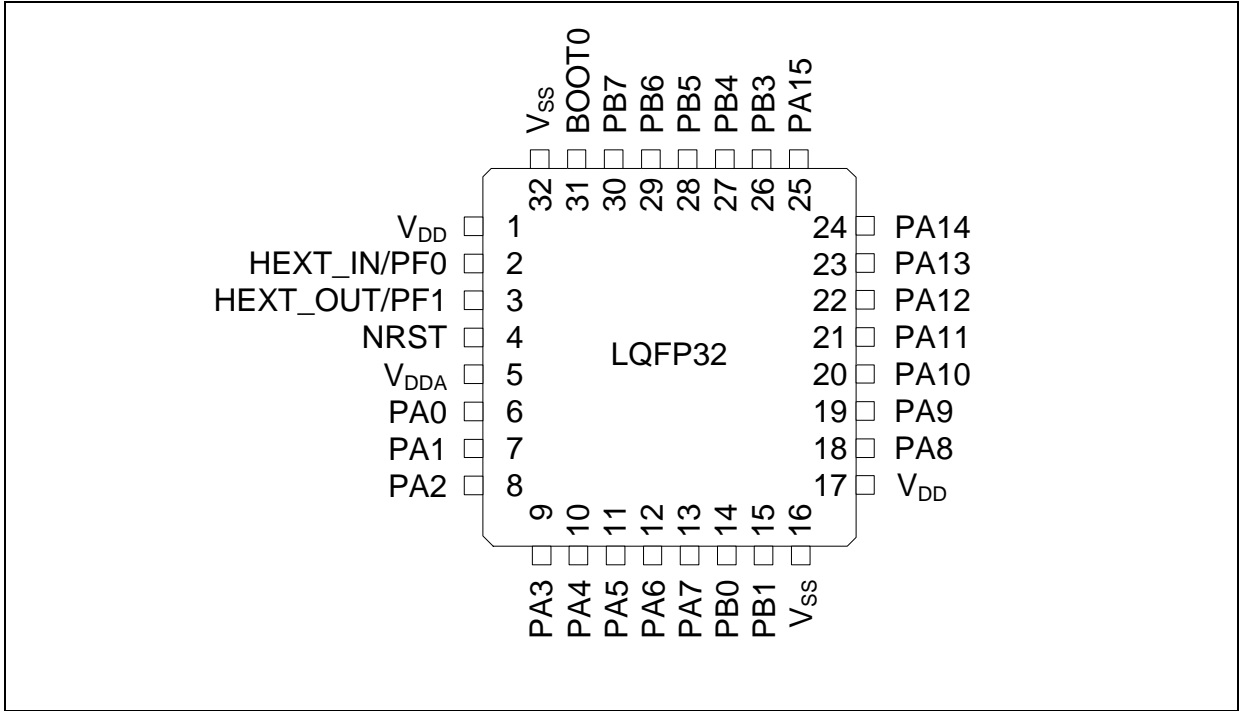 VSS
BOOT0
PB7
PB6
PB5
PB4
PB3
PA15
32
31
30
29
28
27
26
25
VDD 1
HEXT_IN/PF0 2
HEXT_OUT/PF1 3
NRST 4
VDDA 5
PA0 6
PA1 7
PA2 8
LQFP32
24 PA14
23 PA13
22 PA12
21 PA11
20 PA10
19 PA9
18 PA8
17 VDD
9
10
11
12
13
14
15
16
PA3
PA4
PA5
PA6
PA7
PB0
PB1
VSS